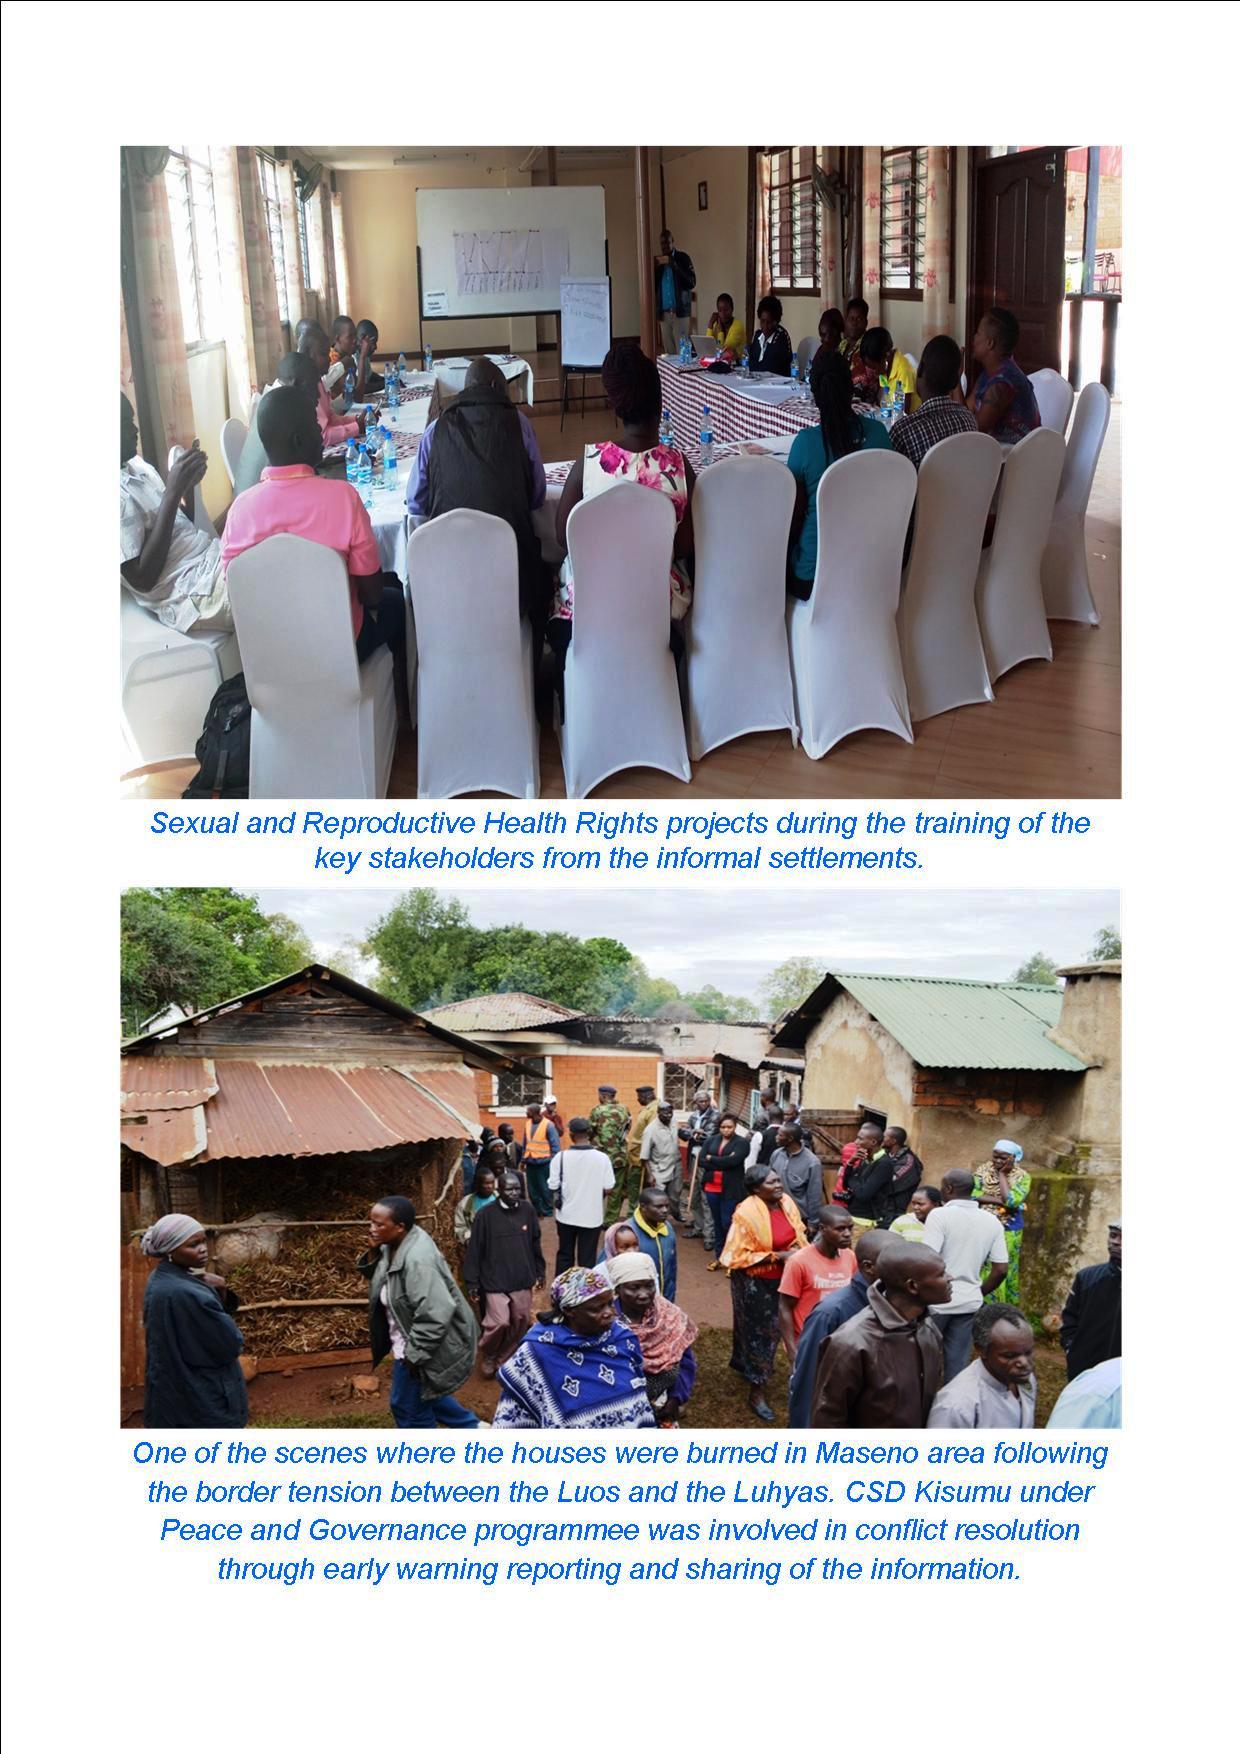 Sexual and Reproductive Health Rights projects during the training of the
key stakeholders from the informal settlements.
One of the scenes where the houses were burned in Maseno area following
the border tension between the Luos and the Luhyas. CSD Kisumu under
Peace and Governance programmee was involved in conflict resolution
through early warning reporting and sharing of the information.